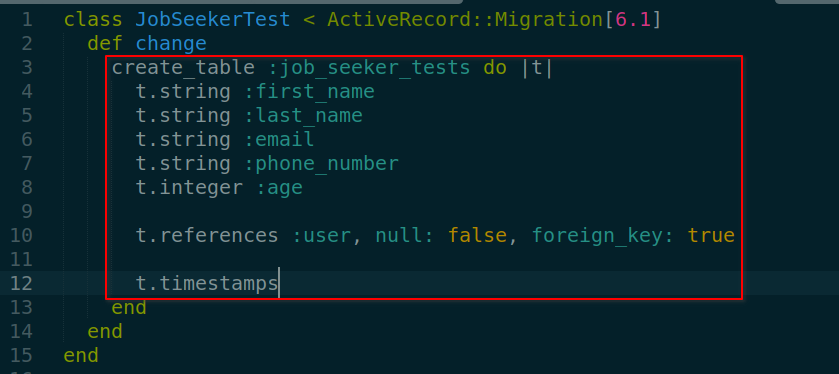 1 class JobSeekerTest < ActiveRecord::Migration[6.1]
2 def change
3 create_table :job_seeker_tests do |t|
4 t.string :first_name
5 t.string :last_name
6 t.string :email
7 t.string :phone_number
8 t.integer :age
9
10 t.references :user, null: false, foreign_key: true
11
12 t.timestamps
13 end
14 end
15 end